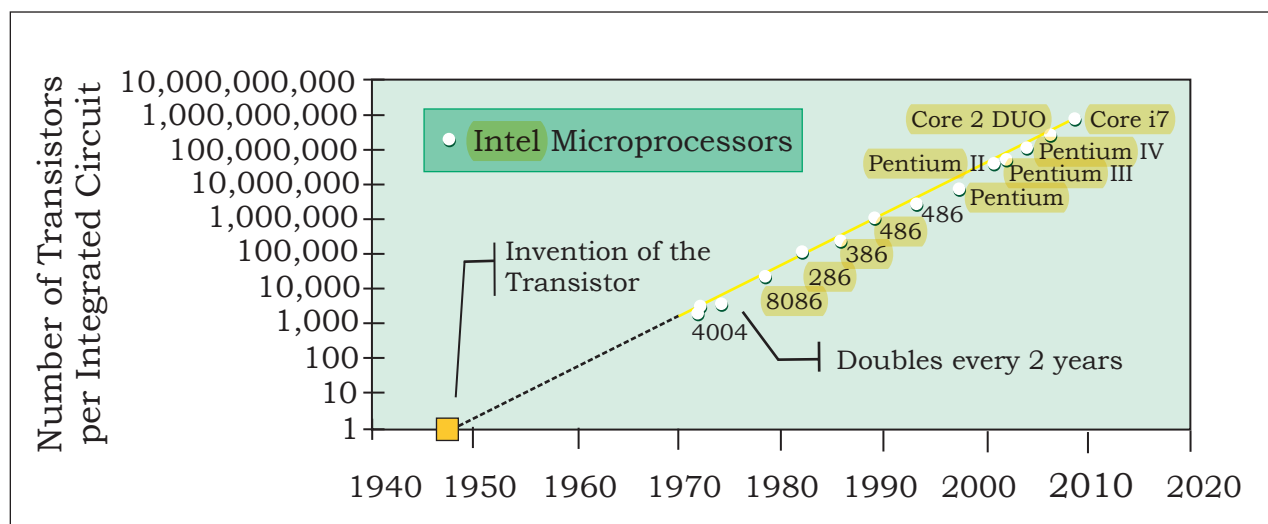 Number of Transistors
per Integrated Circuit
10,000,000,000
1,000,000,000
100,000,000
10,000,000
1,000,000
100,000
10,000
1,000
100
10
1
Intel Microprocessors
Invention of the
Transistor
Core 2 DUO
Core i7
Pentium IV
Pentium II
Pentium III
Pentium
486
486
386
286
8086
4004
Doubles every 2 years
1940
1950
1960
1970
1980
1990
2000
2010
2020